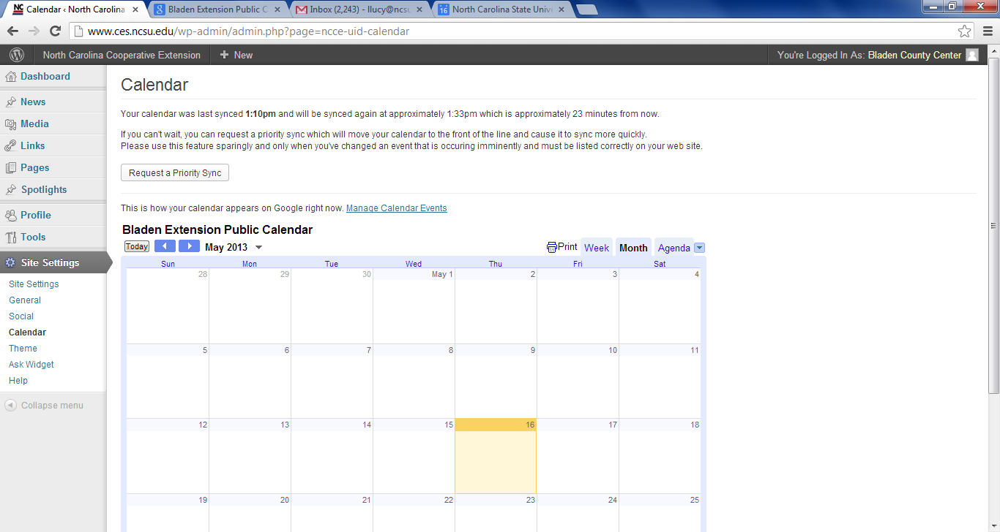 Calendar ‹ North Carolina
Bladen Extension Public C
Inbox (2,243) - llucy@ncsu
16 North Carolina State Unive
www.ces.ncsu.edu/wp-admin/admin.php?page=ncce-uid-calendar
North Carolina Cooperative Extension
+ New
You're Logged In As: Bladen County Center
Dashboard
News
Media
Links
Pages
Spotlights
Profile
Tools
Site Settings
Site Settings
General
Social
Calendar
Theme
Ask Widget
Help
Collapse menu
Calendar
Your calendar was last synced 1:10pm and will be synced again at approximately 1:33pm which is approximately 23 minutes from now.
If you can't wait, you can request a priority sync which will move your calendar to the front of the line and cause it to sync more quickly.
Please use this feature sparingly and only when you've changed an event that is occuring imminently and must be listed correctly on your web site.
Request a Priority Sync
This is how your calendar appears on Google right now. Manage Calendar Events
Bladen Extension Public Calendar
Today May 2013 Print Week Month Agenda
Sun Mon Tue Wed Thu Fri Sat
28 29 30 May 1 2 3 4
5 6 7 8 9 10 11
12 13 14 15 16 17 18
19 20 21 22 23 24 25